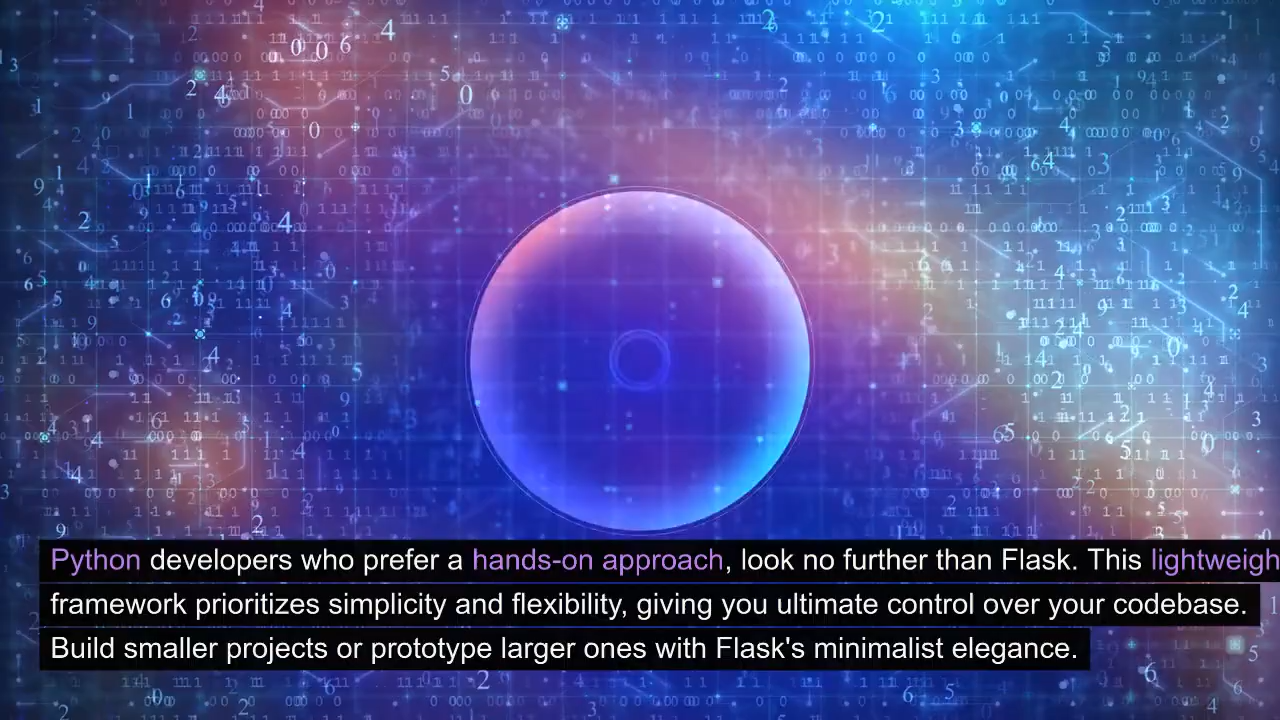 Python developers who prefer a hands-on approach, look no further than Flask. This lightweigh
framework prioritizes simplicity and flexibility, giving you ultimate control over your codebase.
Build smaller projects or prototype larger ones with Flask's minimalist elegance.